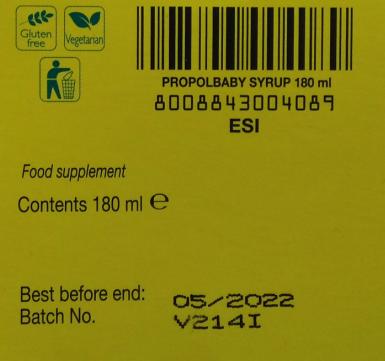 Gluten
free
Vegetarian
PROPOLBABY SYRUP 180 ml
8008843004089
ESI
Food supplement
Contents 180 ml ℮
Best before end: 05/2022
Batch No. V214I